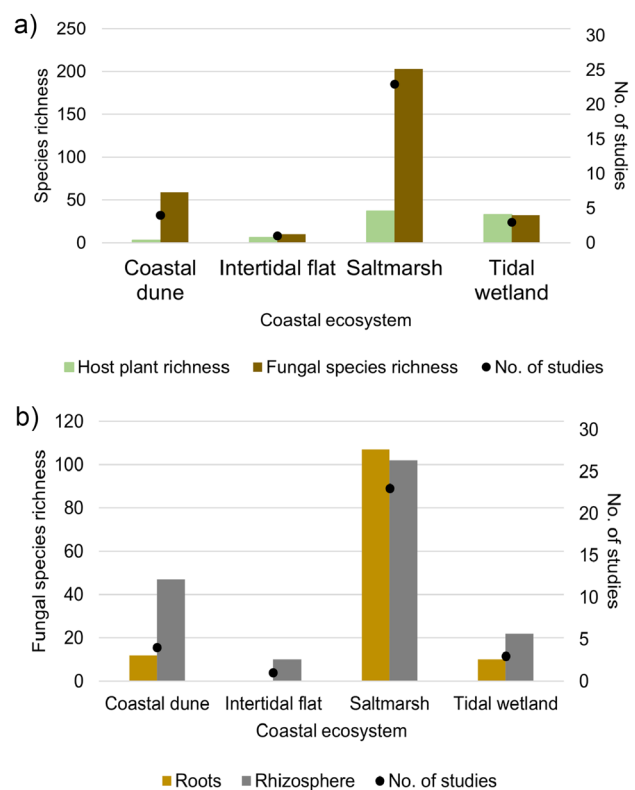 a)
250
200
150
100
50
0
Species richness
30
25
20
15
10
5
0
No. of studies
Coastal dune
Intertidal flat
Saltmarsh
Tidal wetland
Coastal ecosystem
Host plant richness
Fungal species richness
No. of studies
b)
120
100
80
60
40
20
0
Fungal species richness
30
25
20
15
10
5
0
No. of studies
Coastal dune
Intertidal flat
Saltmarsh
Tidal wetland
Coastal ecosystem
Roots
Rhizosphere
No. of studies